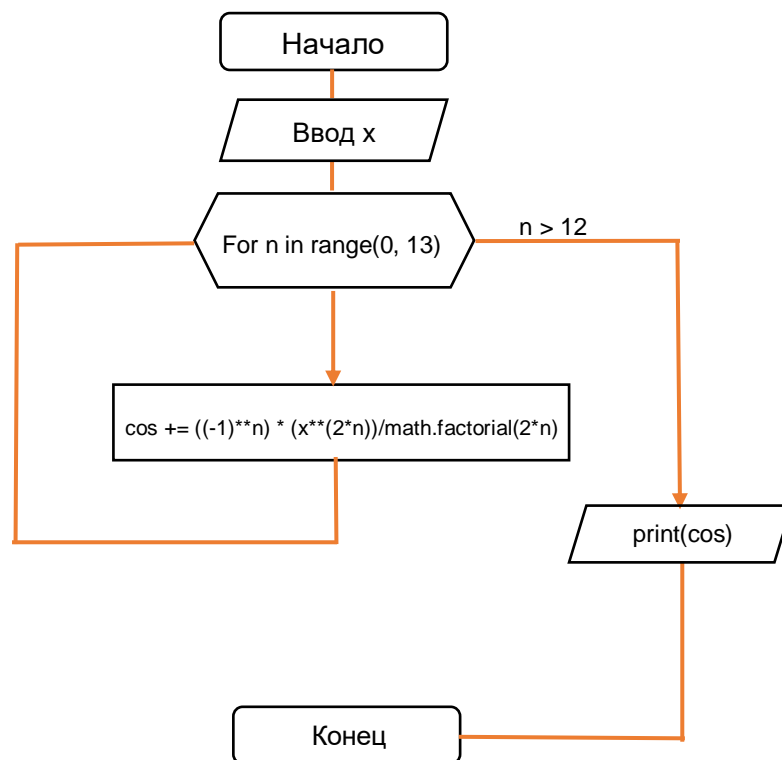 Начало
Ввод x
For n in range(0, 13)
n > 12
cos += ((-1)**n) * (x**(2*n))/math.factorial(2*n)
print(cos)
Конец